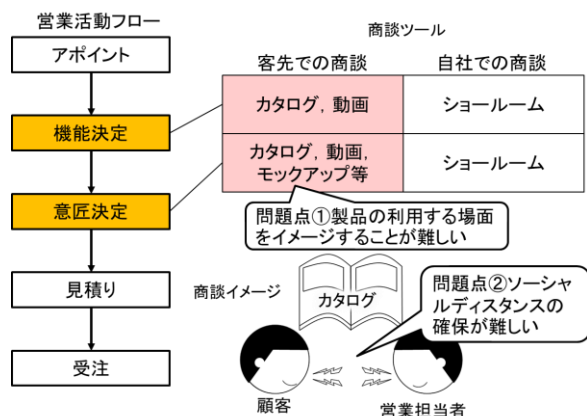 営業活動フロー
アポイント
機能決定
意匠決定
見積り
受注
商談ツール
客先での商談
自社での商談
カタログ，動画
ショールーム
カタログ，動画，
モックアップ等
ショールーム
問題点①製品の利用する場面
をイメージすることが難しい
商談イメージ
カタログ
問題点②ソーシャ
ルディスタンスの
確保が難しい
顧客
営業担当者